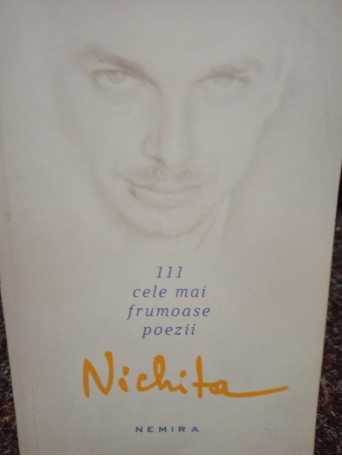 111
cele mai
frumoase
poezii
Nichita
NEMIRA